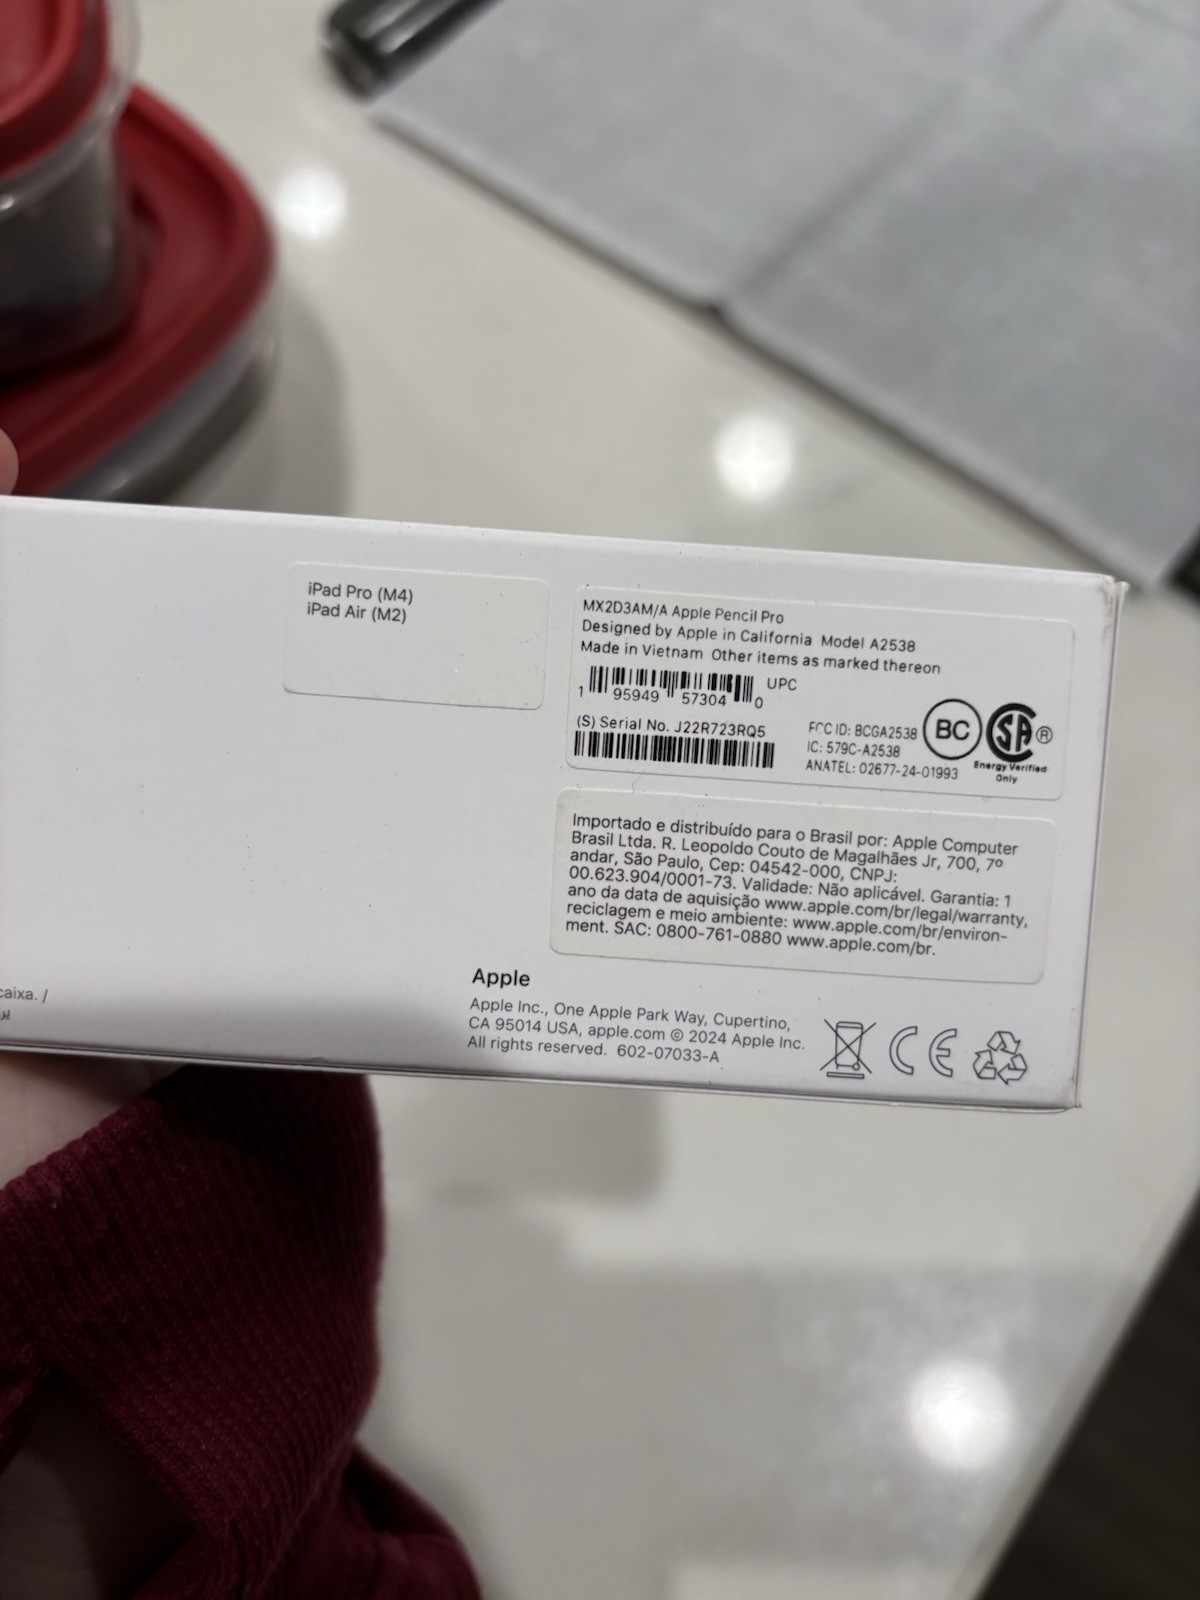 iPad Pro (M4)
iPad Air (M2)
MX2D3AM/A Apple Pencil Pro
Designed by Apple in California Model A2538
Made in Vietnam Other items as marked thereon
UPC
1 95949 57304 0
(S) Serial No. J22R723RQ5
FCC ID: BCGA2538
IC: 579C-A2538
ANATEL: 02677-24-01993
BC
SA ®
Energy Verified
Only
Importado e distribuído para o Brasil por: Apple Computer
Brasil Ltda. R. Leopoldo Couto de Magalhães Jr, 700, 7º
andar, São Paulo, Cep: 04542-000, CNPJ:
00.623.904/0001-73. Validade: Não aplicável. Garantia: 1
ano da data de aquisição www.apple.com/br/legal/warranty,
reciclagem e meio ambiente: www.apple.com/br/environ-
ment. SAC: 0800-761-0880 www.apple.com/br.
caixa. /
Apple
Apple Inc., One Apple Park Way, Cupertino,
CA 95014 USA, apple.com © 2024 Apple Inc.
All rights reserved. 602-07033-A
CE